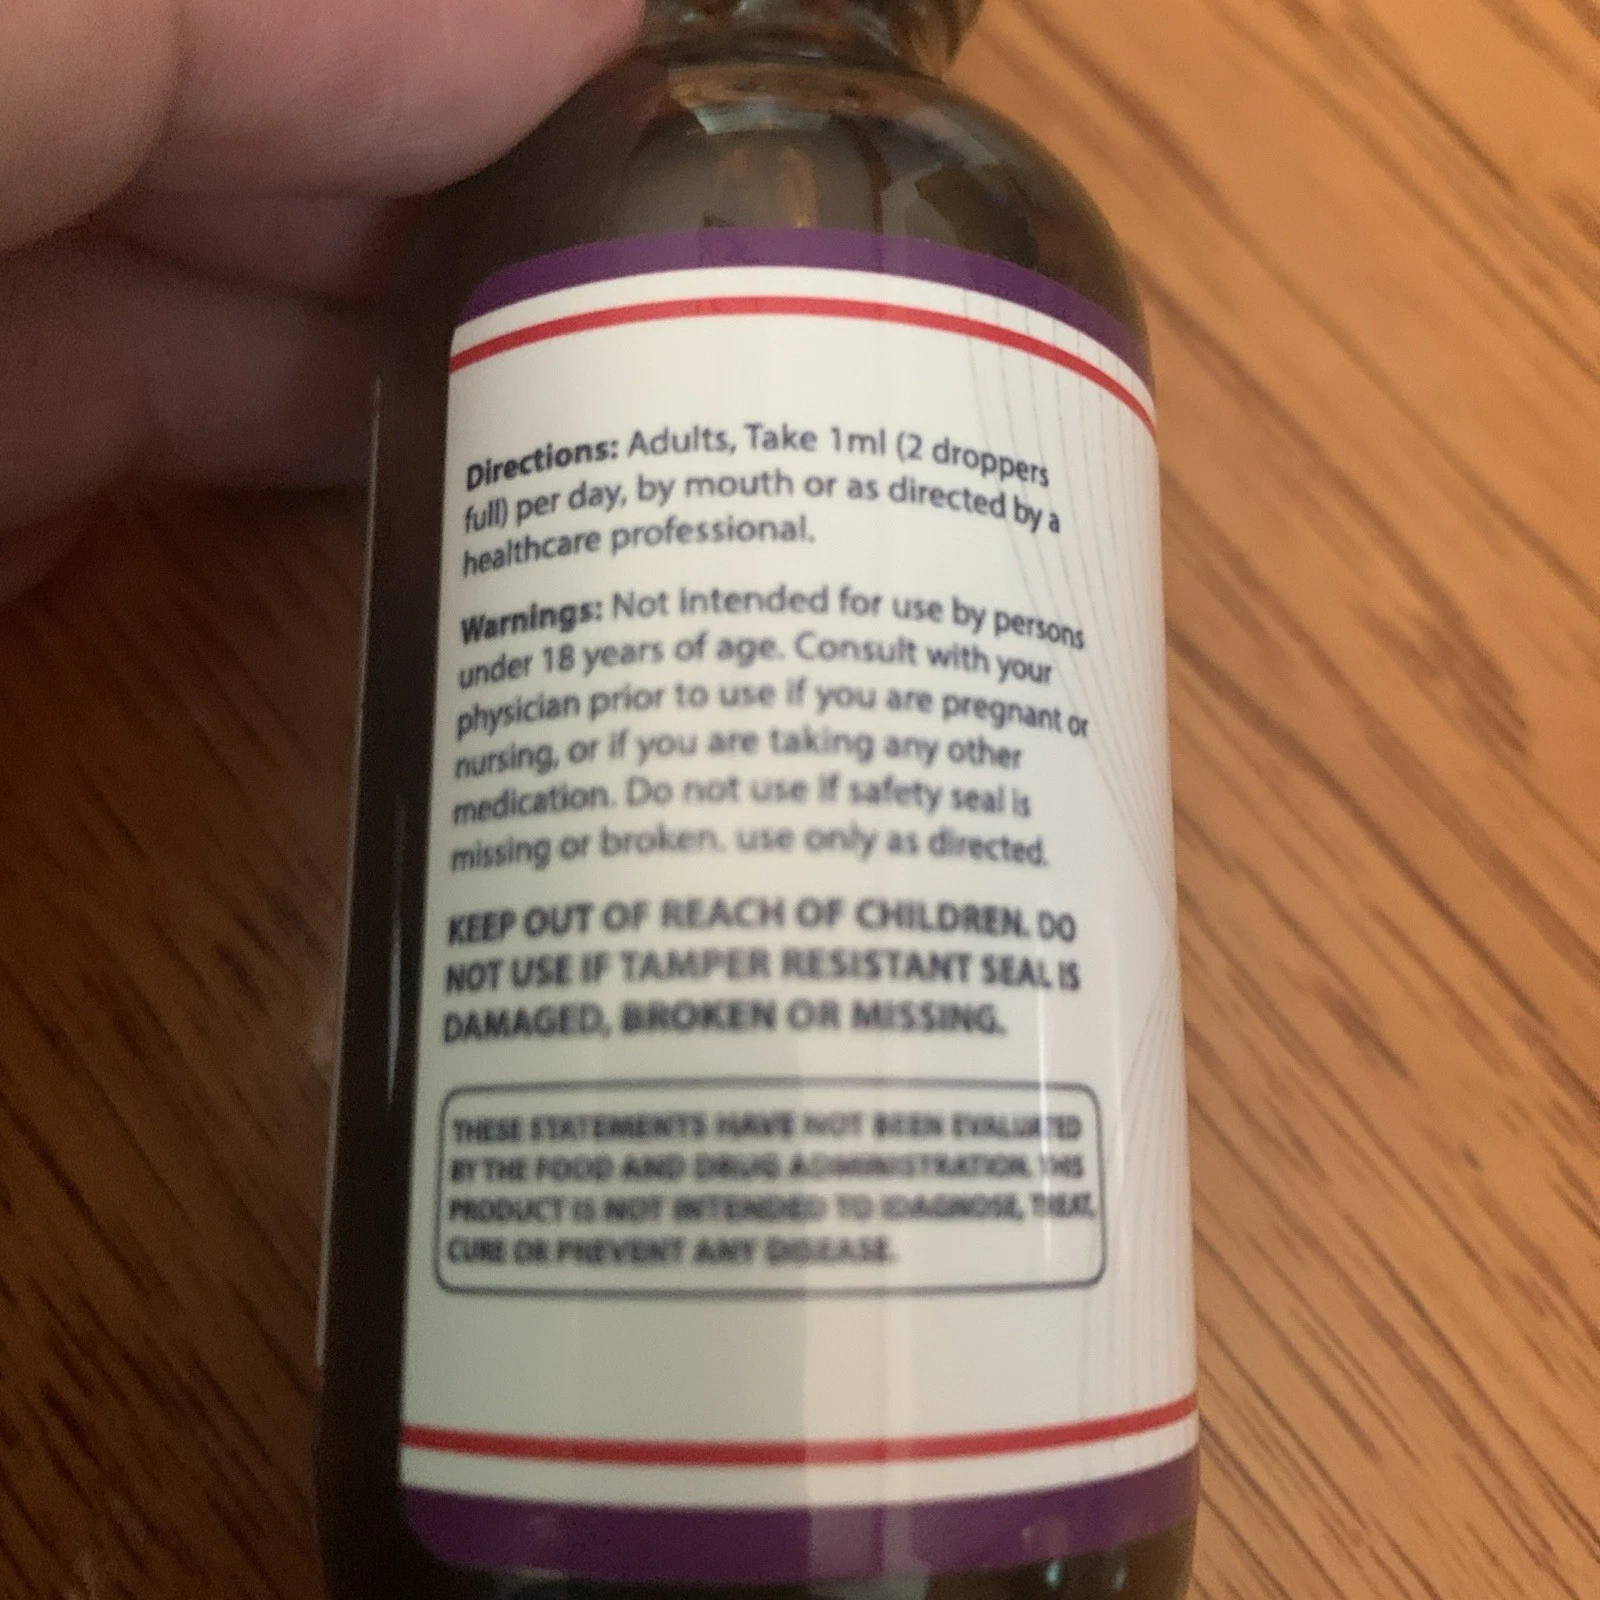 Directions: Adults, Take 1ml (2 droppers
full) per day, by mouth or as directed by a
healthcare professional.
Warnings: Not intended for use by persons
under 18 years of age. Consult with your
physician prior to use if you are pregnant or
nursing, or if you are taking any other
medication. Do not use if safety seal is
missing or broken. use only as directed.
KEEP OUT OF REACH OF CHILDREN. DO
NOT USE IF TAMPER RESISTANT SEAL IS
DAMAGED, BROKEN OR MISSING.
THESE STATEMENTS HAVE NOT BEEN EVALUATED
BY THE FOOD AND DRUG ADMINISTRATION. THIS
PRODUCT IS NOT INTENDED TO IDAGNOSE, TREAT,
CURE OR PREVENT ANY DISEASE.